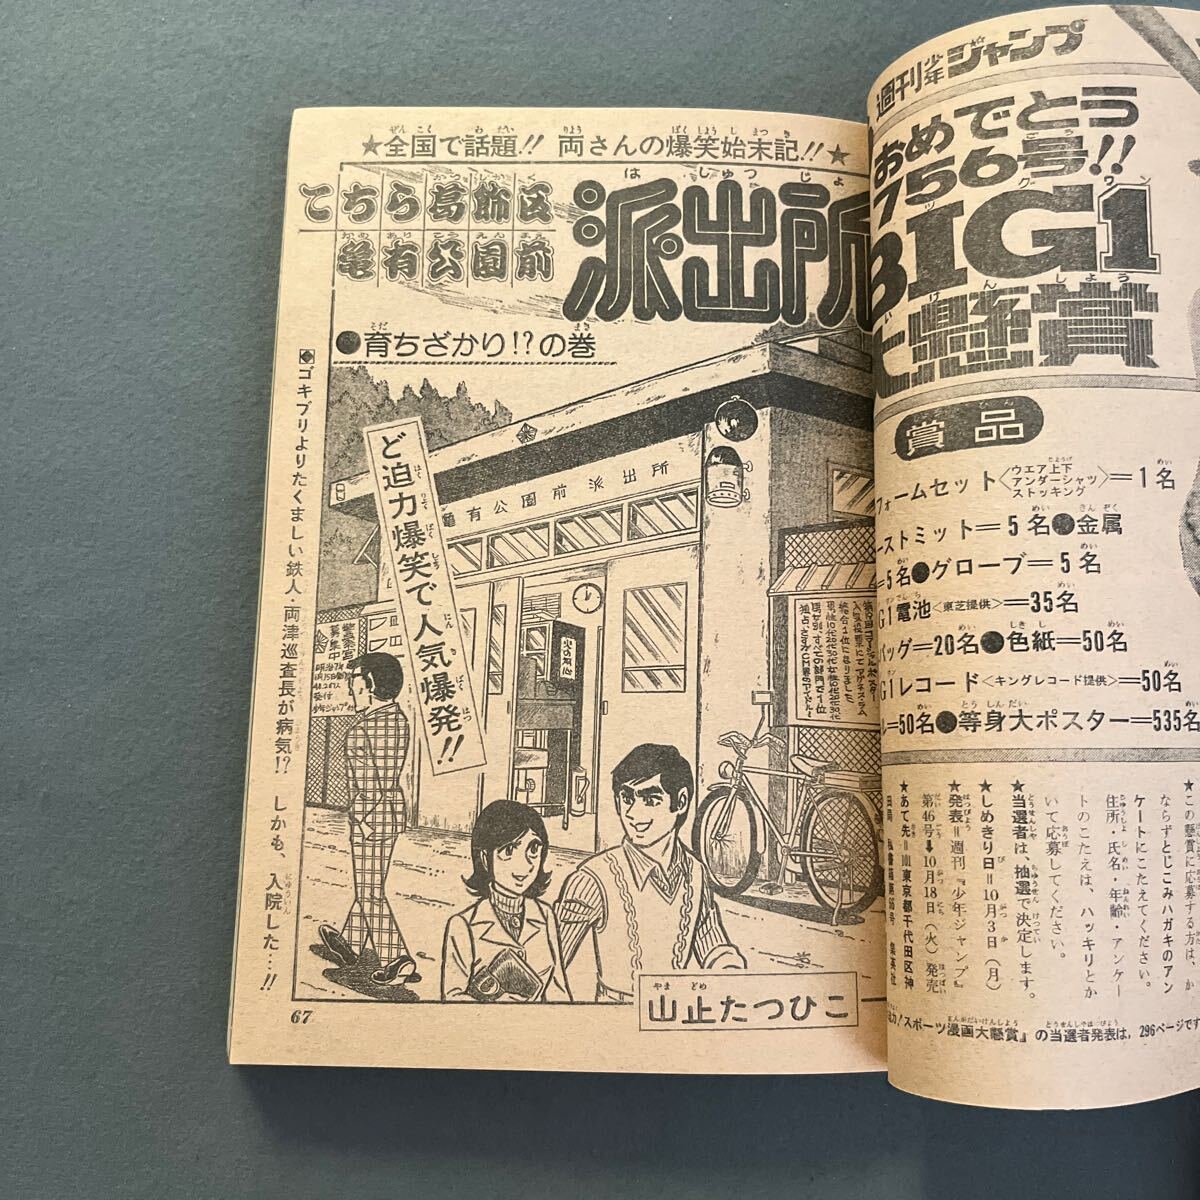 ★全国で話題!! 両さんの爆笑始末記!!★
こちら葛飾区
亀有公園前
派出所
●育ちざかり!?の巻
◆ゴキブリよりたくましい鉄人・両津巡査長が病気!? しかも、入院した…!!
ど迫力爆笑で人気爆発!!
亀有公園前派出所
警察官
募集中
山止たつひこ
67
週刊少年ジャンプ
おめでとう
756号!!
BIG1
大懸賞
賞品
フォームセット〈ウエア上下
アンダーシャツ
ストッキング〉=1名
ーストミット=5名●金属
=5名●グローブ=5名
G1電池〈東芝提供〉=35名
バッグ=20名●色紙=50名
G1レコード〈キングレコード提供〉=50名
ル=50名●等身大ポスター=535名
★この懸賞に応募する方は、か
ならずとじこみハガキのアン
ケートにこたえてください。
住所・氏名・年齢・アンケー
トのこたえは、ハッキリとか
いて応募してください。
★当選者は、抽選で決定します。
★しめきり日=10月3日(月)
★発表=週刊『少年ジャンプ』
第46号➡10月18日(火)発売
★あて先=東京都千代田区神
集英社
スポーツ漫画大懸賞』の当選者発表は、296ページです